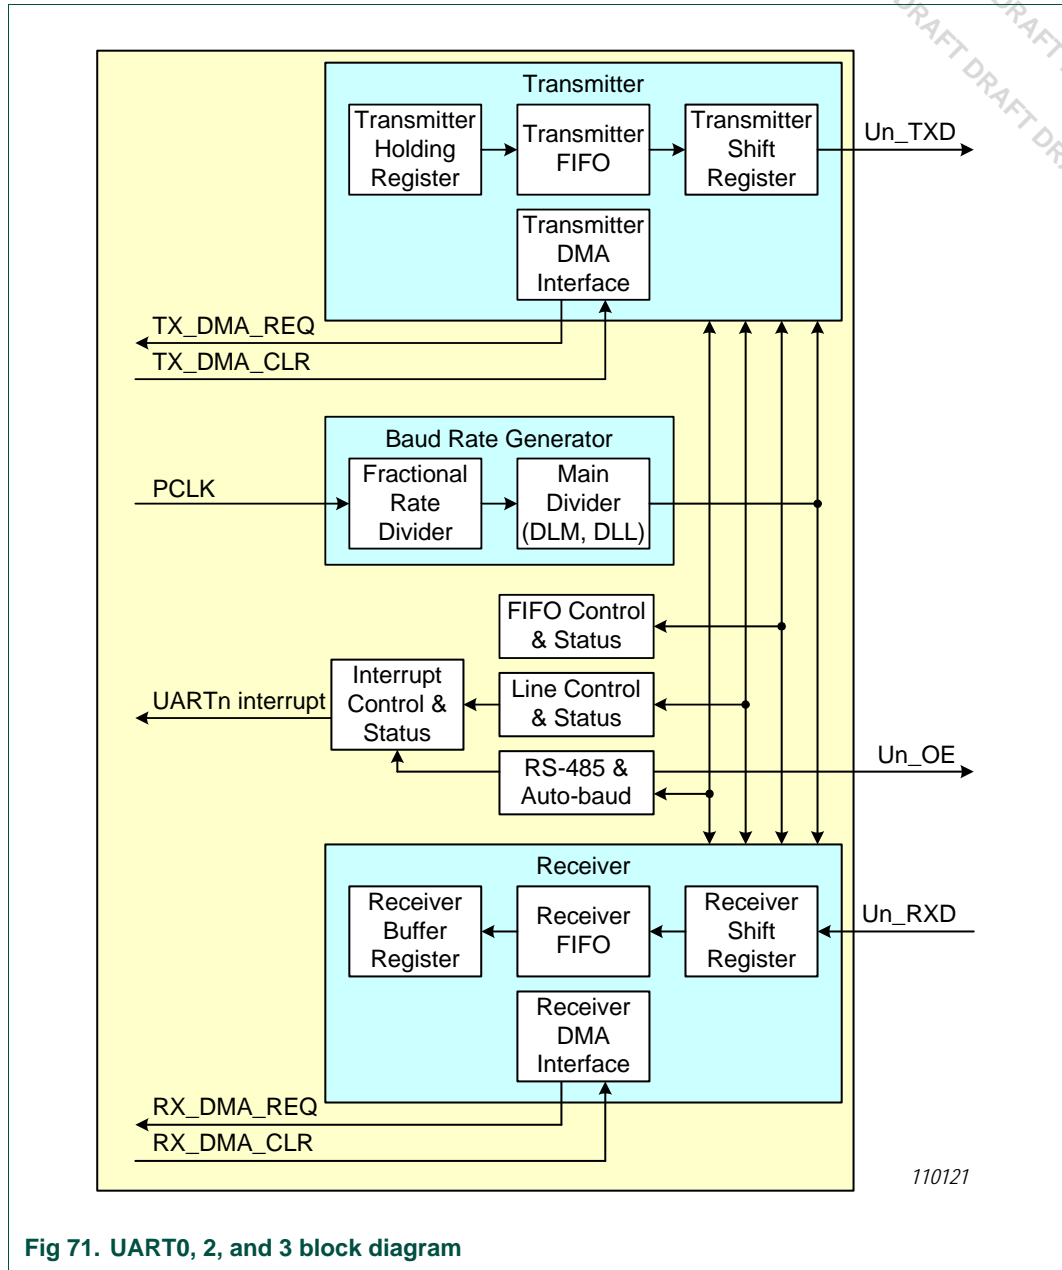 DRAFT DRAFT DRAFT
DRAFT
Transmitter
Transmitter
Holding
Register
Transmitter
FIFO
Transmitter
Shift
Register
Un_TXD
Transmitter
DMA
Interface
TX_DMA_REQ
TX_DMA_CLR
Baud Rate Generator
PCLK
Fractional
Rate
Divider
Main
Divider
(DLM, DLL)
FIFO Control
& Status
Interrupt
Control &
Status
UARTn interrupt
Line Control
& Status
RS-485 &
Auto-baud
Un_OE
Receiver
Receiver
Buffer
Register
Receiver
FIFO
Receiver
Shift
Register
Un_RXD
Receiver
DMA
Interface
RX_DMA_REQ
RX_DMA_CLR
110121
Fig 71. UART0, 2, and 3 block diagram